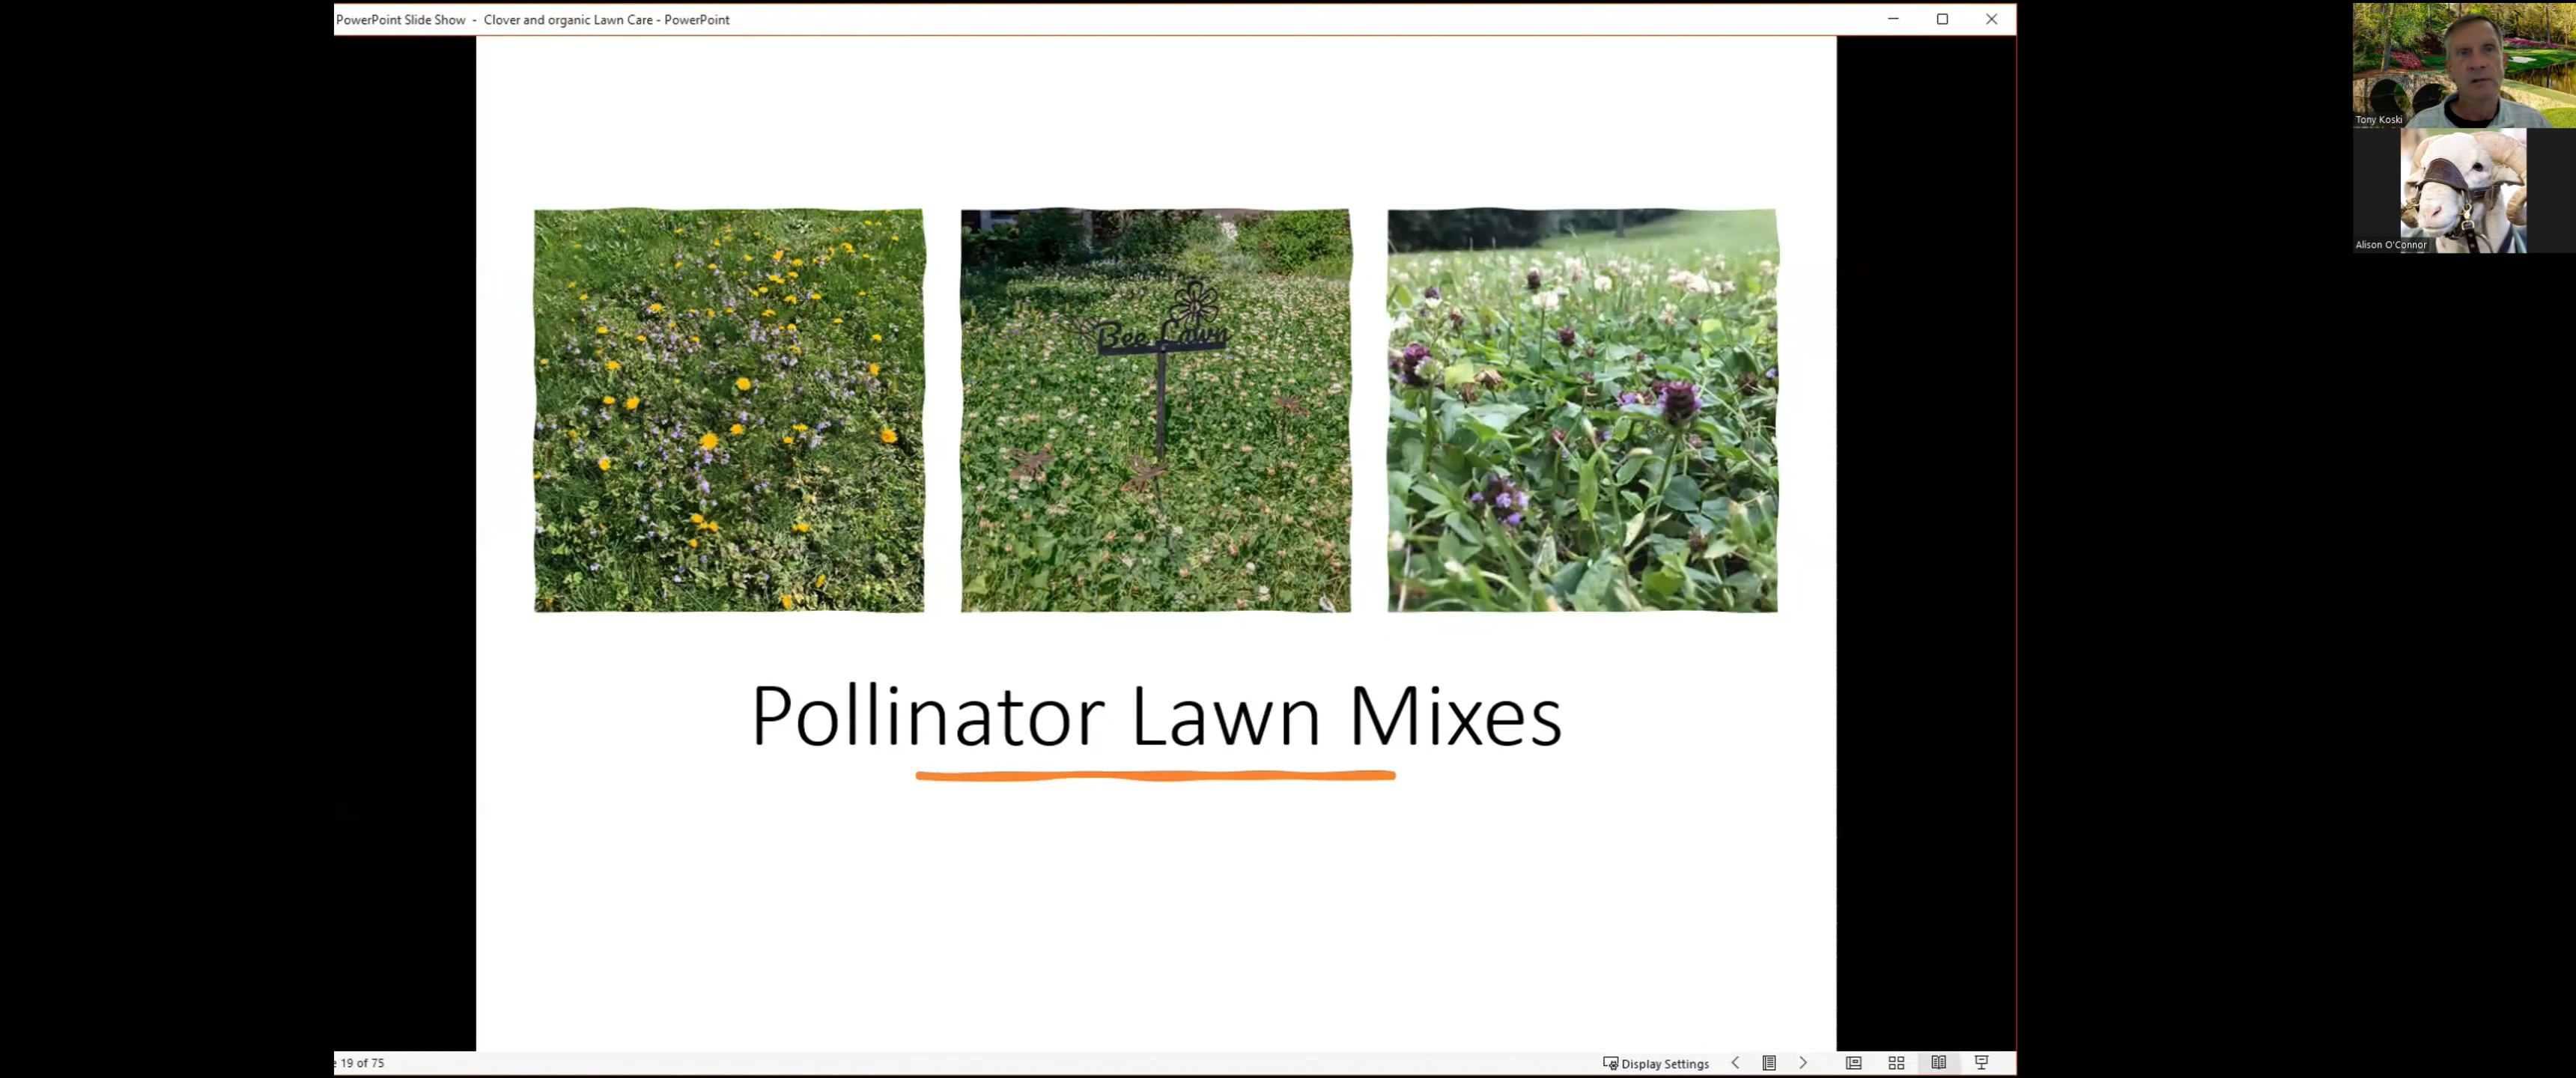 PowerPoint Slide Show - Clover and organic Lawn Care - PowerPoint
Tony Koski
Alison O'Connor
Bee Lawn
Pollinator Lawn Mixes
19 of 75
Display Settings